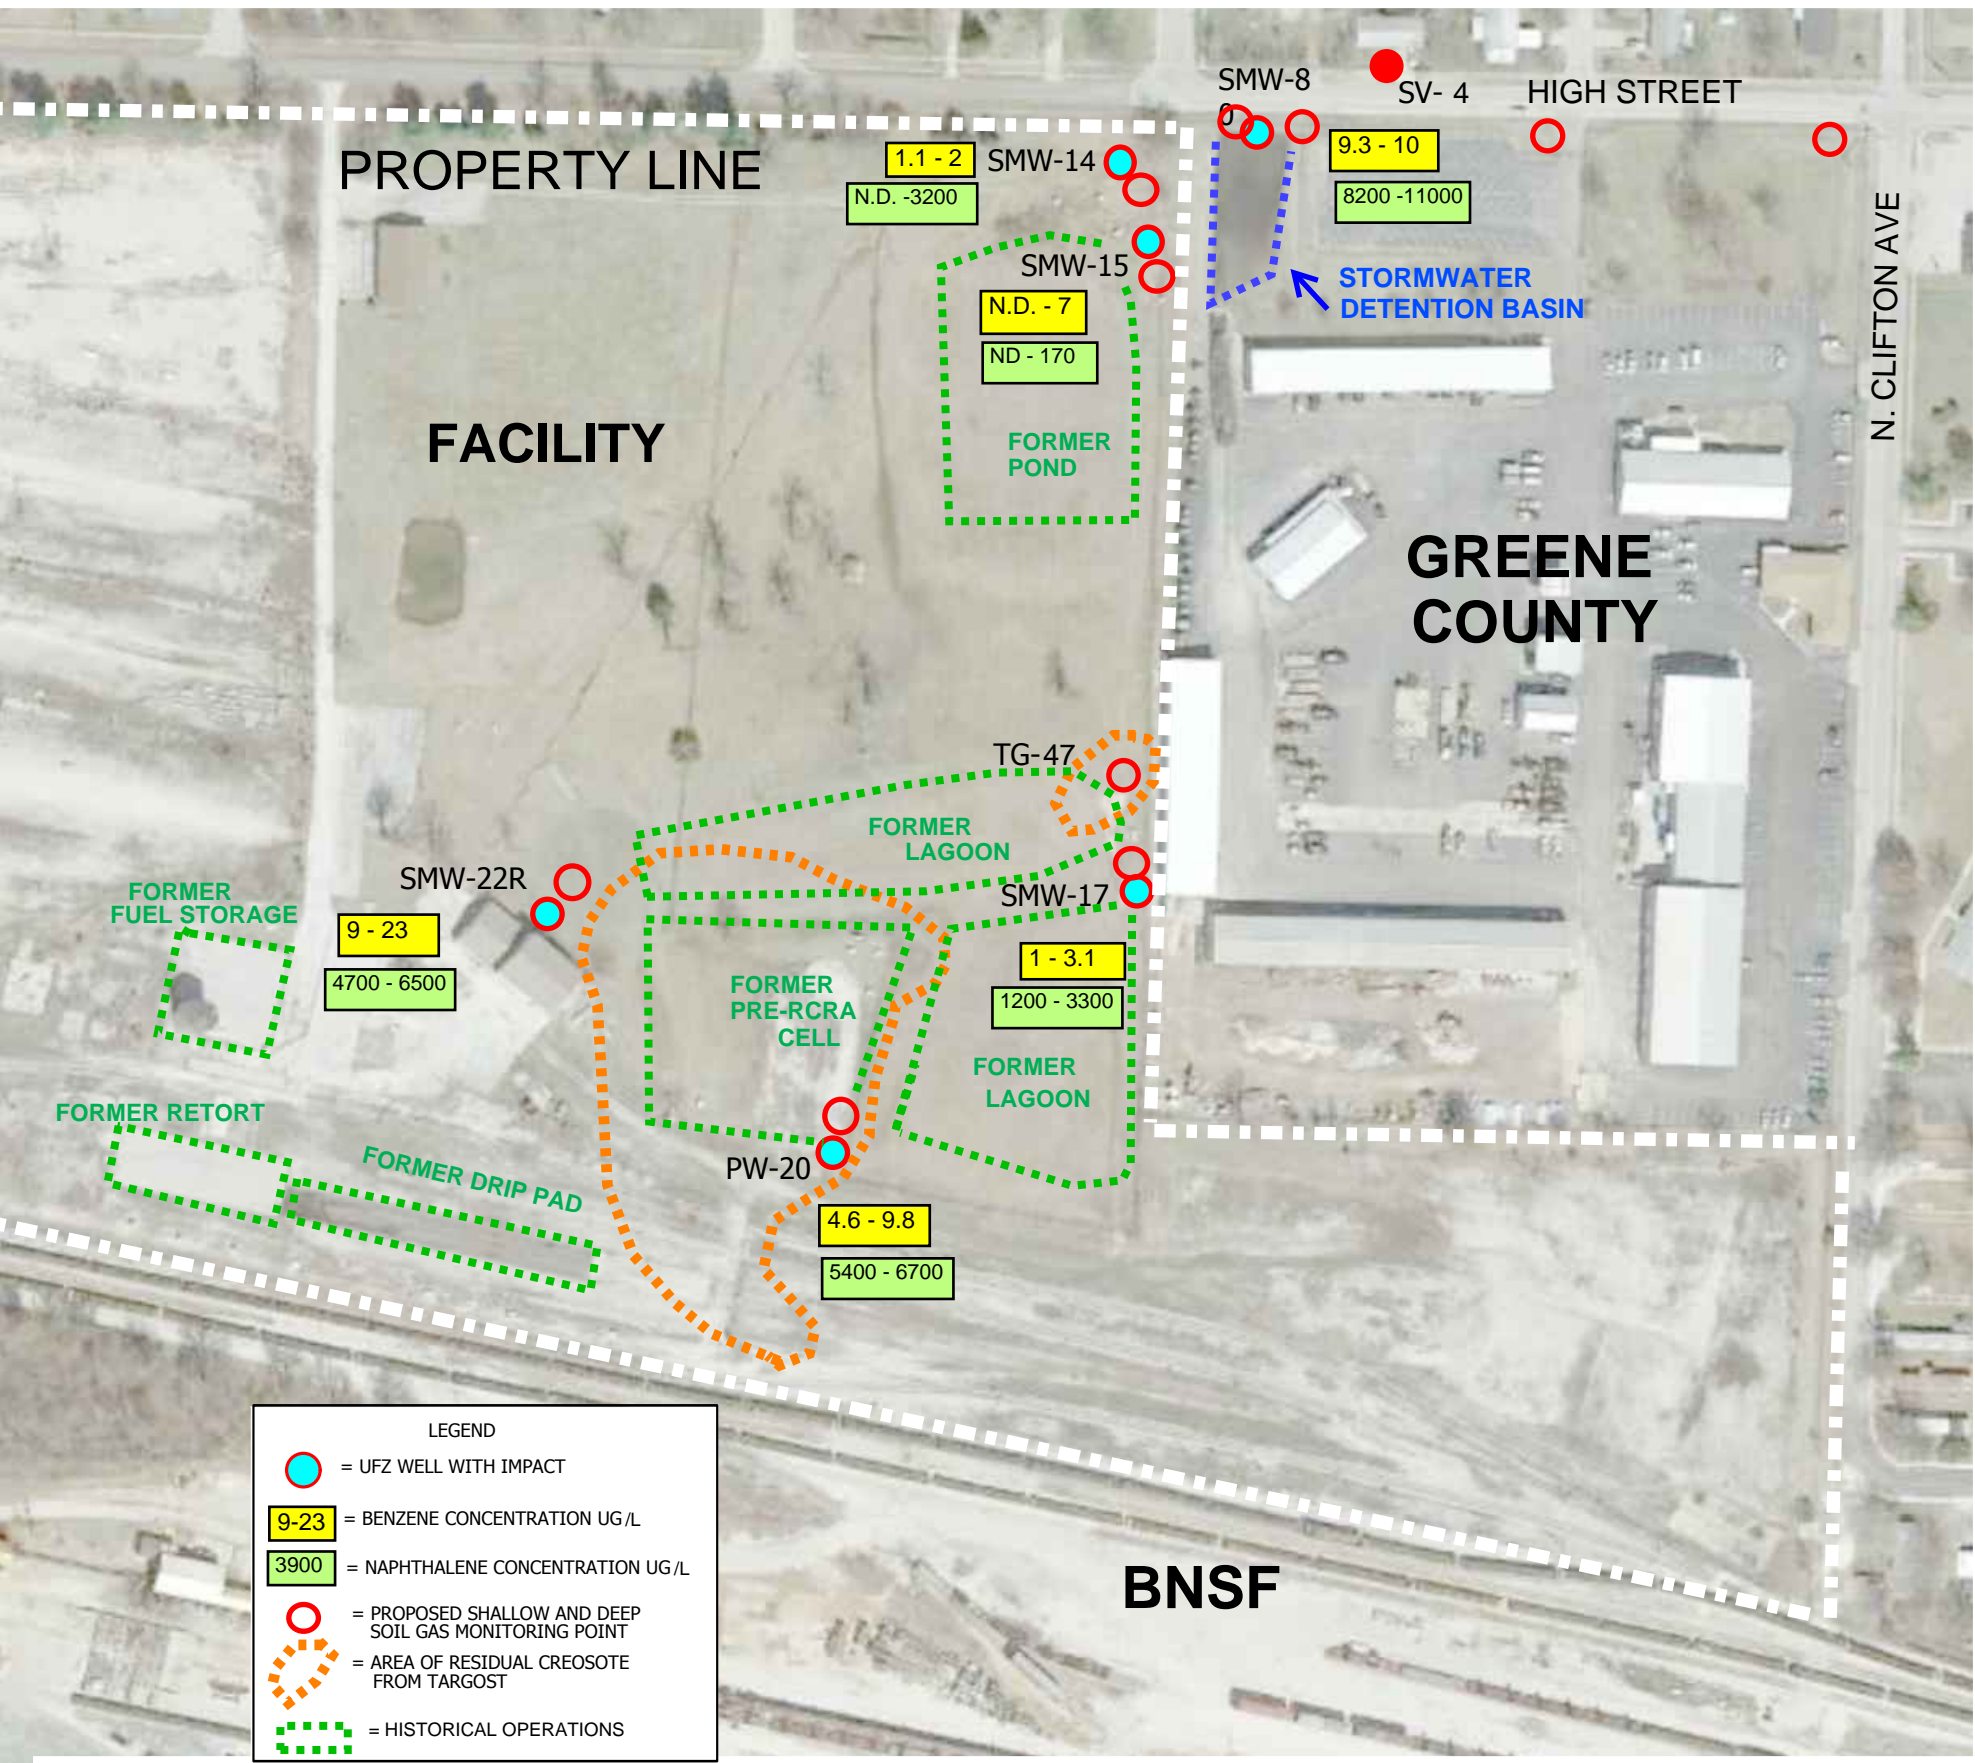 SMW-8
0
SV- 4
HIGH STREET
PROPERTY LINE
1.1 - 2
SMW-14
N.D. -3200
9.3 - 10
8200 -11000
N. CLIFTON AVE
SMW-15
N.D. - 7
ND - 170
STORMWATER
DETENTION BASIN
FACILITY
FORMER
POND
GREENE
COUNTY
TG-47
FORMER
LAGOON
SMW-22R
SMW-17
FORMER
FUEL STORAGE
9 - 23
4700 - 6500
1 - 3.1
1200 - 3300
FORMER
PRE-RCRA
CELL
FORMER
LAGOON
FORMER RETORT
FORMER DRIP PAD
PW-20
4.6 - 9.8
5400 - 6700
BNSF
LEGEND
= UFZ WELL WITH IMPACT
9-23 = BENZENE CONCENTRATION UG/L
3900 = NAPHTHALENE CONCENTRATION UG/L
= PROPOSED SHALLOW AND DEEP
SOIL GAS MONITORING POINT
= AREA OF RESIDUAL CREOSOTE
FROM TARGOST
= HISTORICAL OPERATIONS